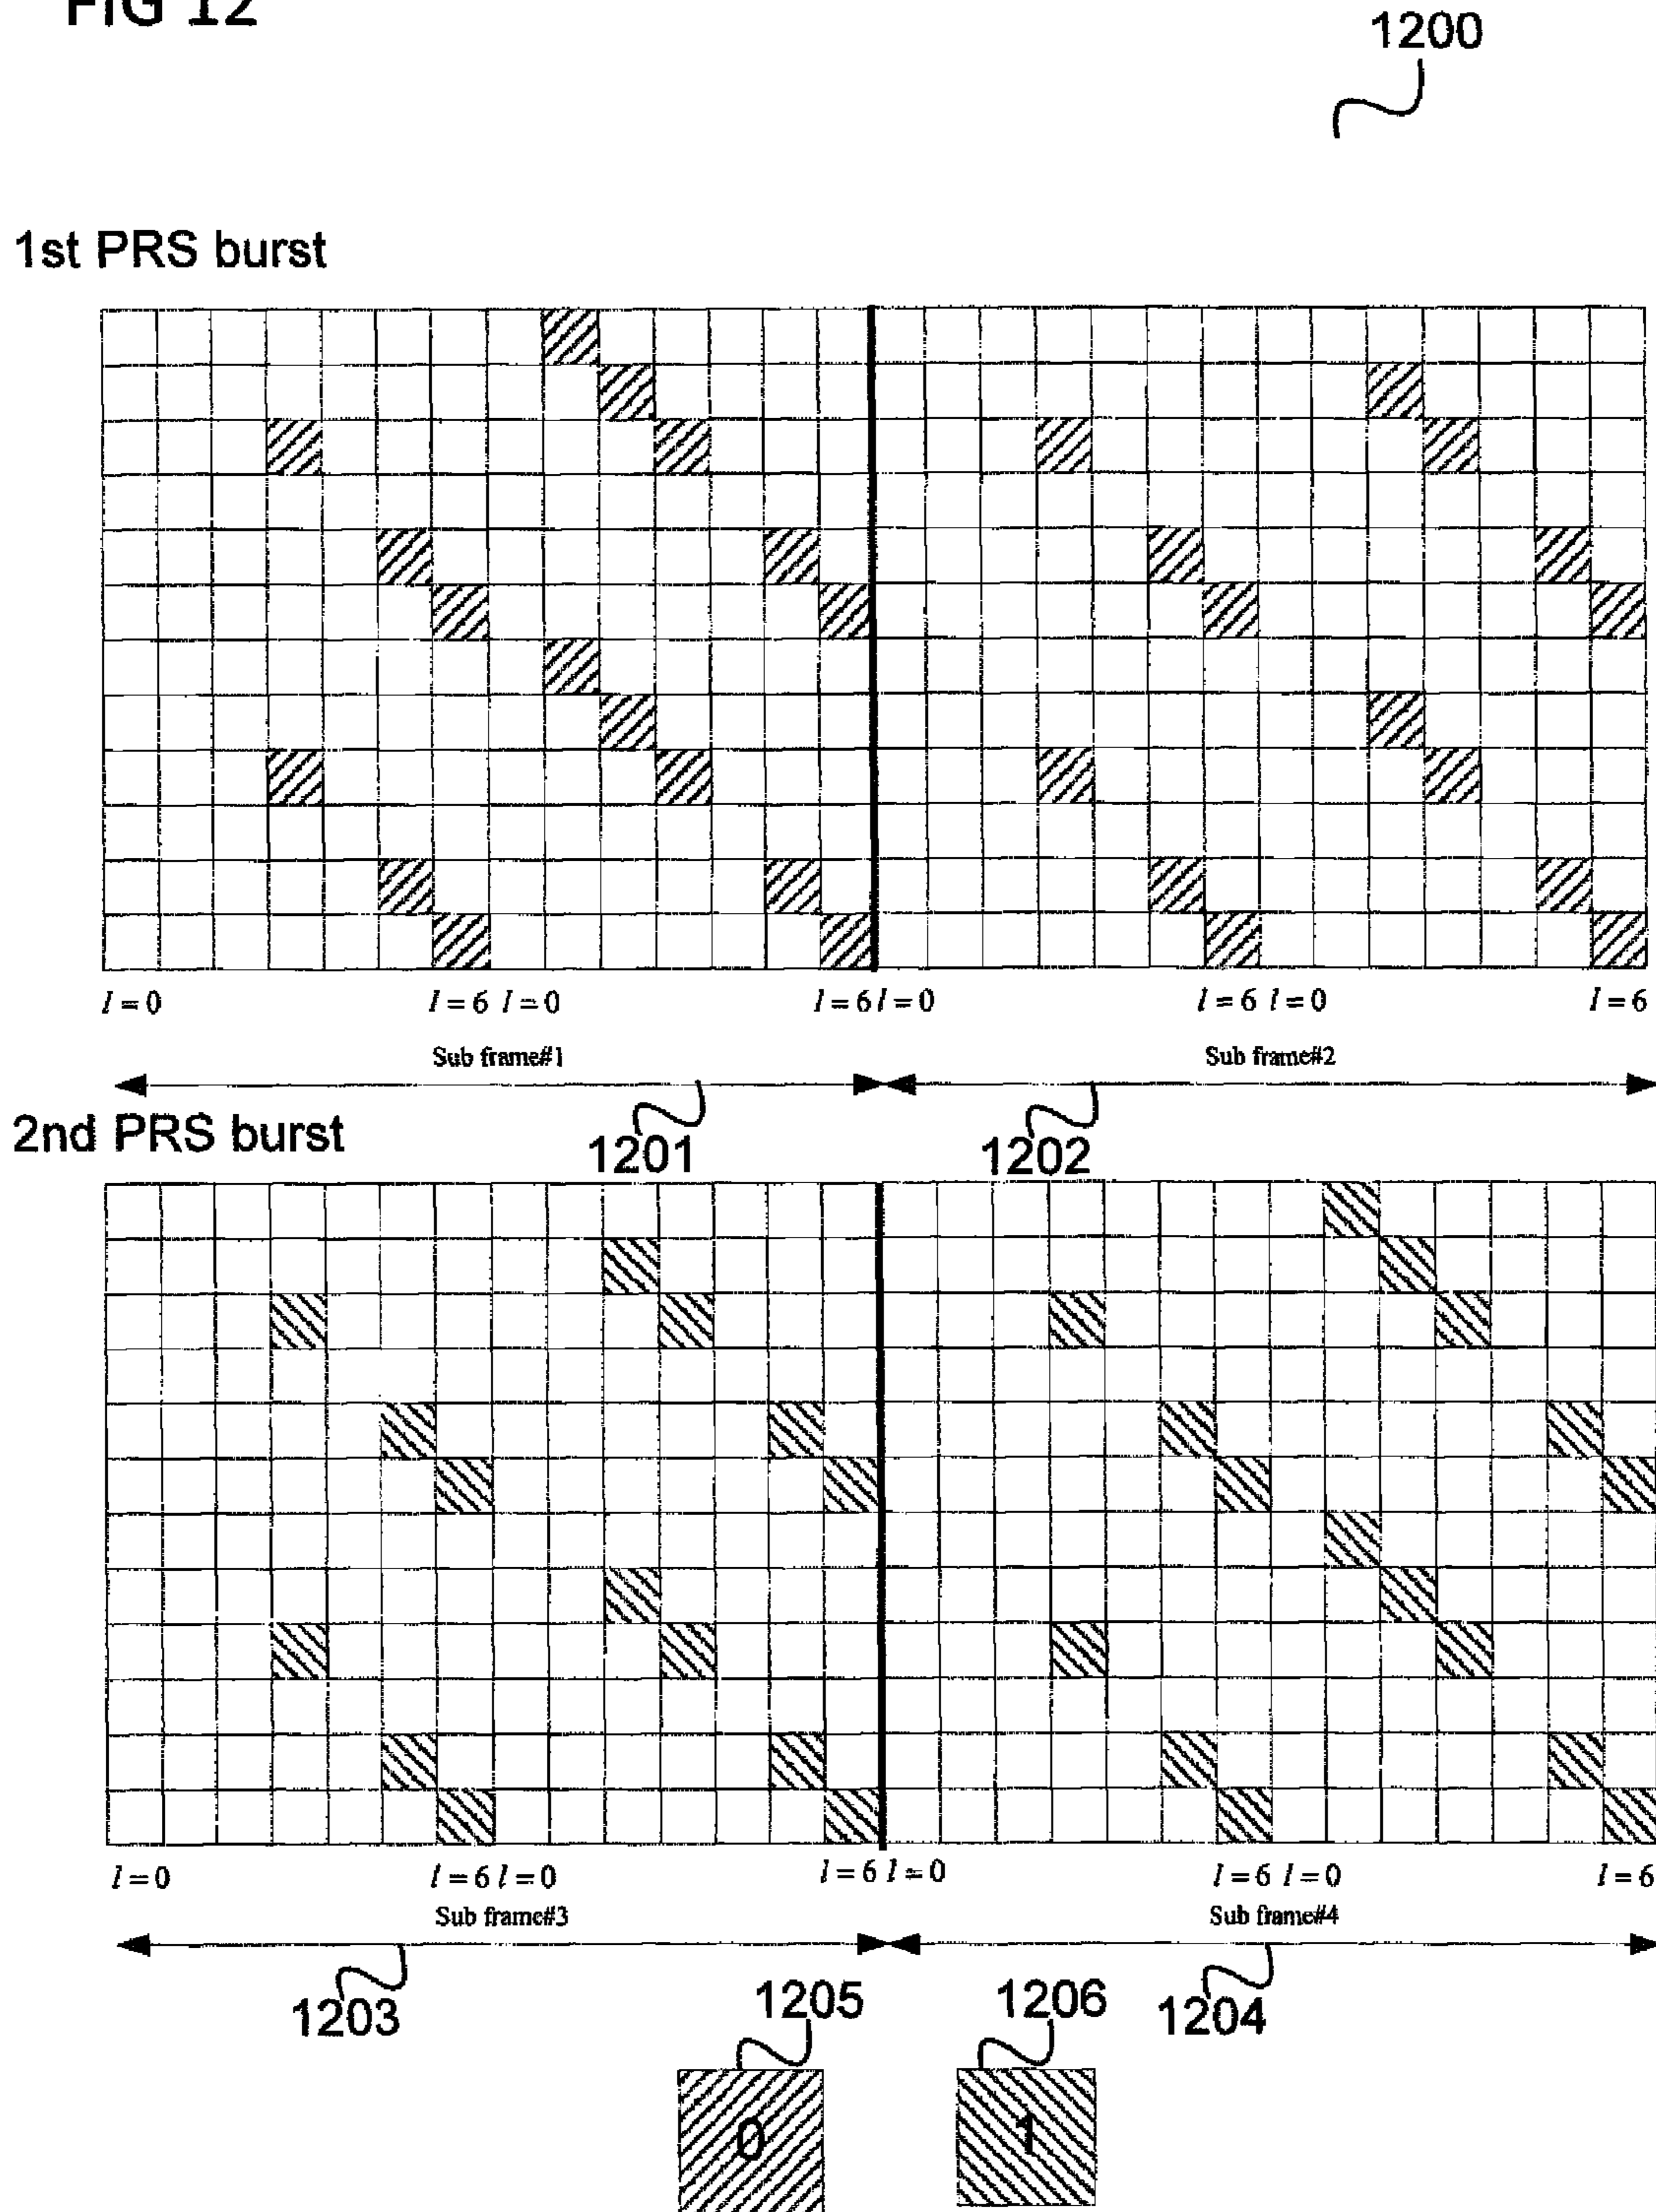 FIG 12
1200
1st PRS burst
l=0 l=6 l=0 l=6 l=0 l=6 l=0 l=6
Sub frame#1 Sub frame#2
2nd PRS burst
1201 1202
l=0 l=6 l=0 l=6 l=0 l=6 l=0 l=6
Sub frame#3 Sub frame#4
1203 1205 1206 1204
0 1